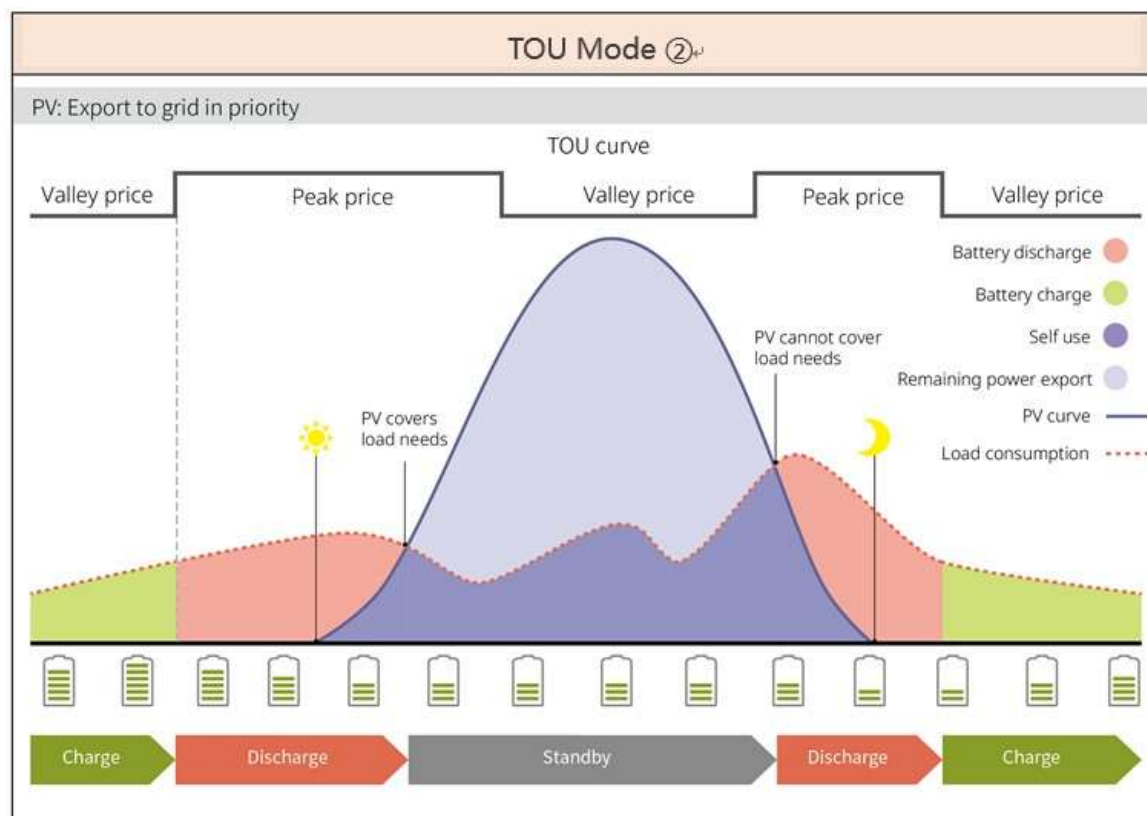 TOU Mode ②↵
PV: Export to grid in priority
TOU curve
Valley price
Peak price
Valley price
Peak price
Valley price
Battery discharge
Battery charge
Self use
Remaining power export
PV curve
Load consumption
PV cannot cover
load needs
PV covers
load needs
Charge
Discharge
Standby
Discharge
Charge